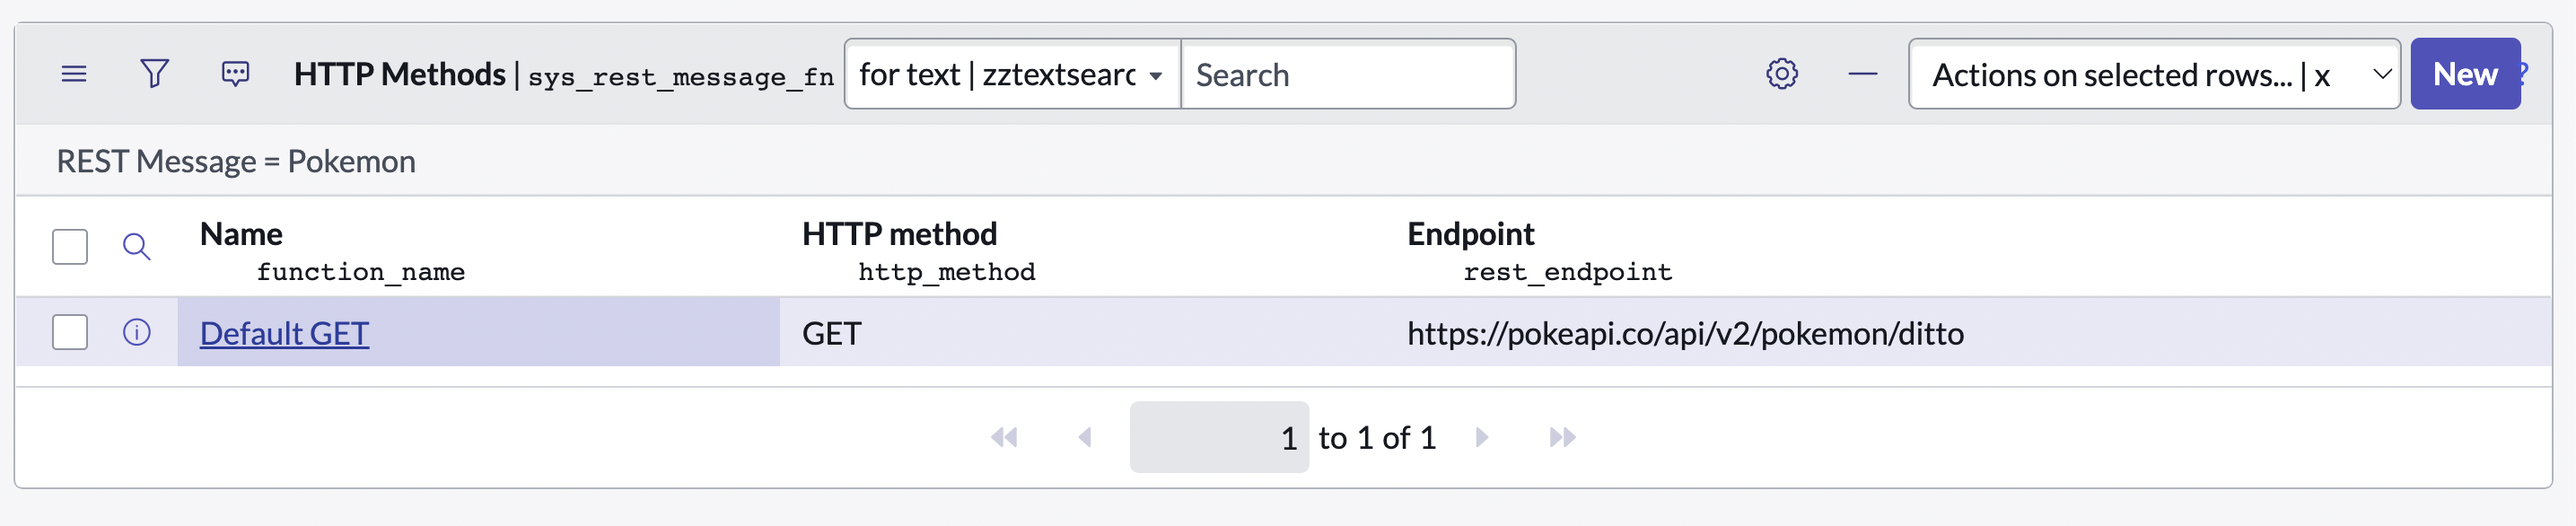 HTTP Methods | sys_rest_message_fn for text | zztextsearc Search Actions on selected rows... | x New ?
REST Message = Pokemon
Name HTTP method Endpoint
function_name http_method rest_endpoint
Default GET GET https://pokeapi.co/api/v2/pokemon/ditto
1 to 1 of 1